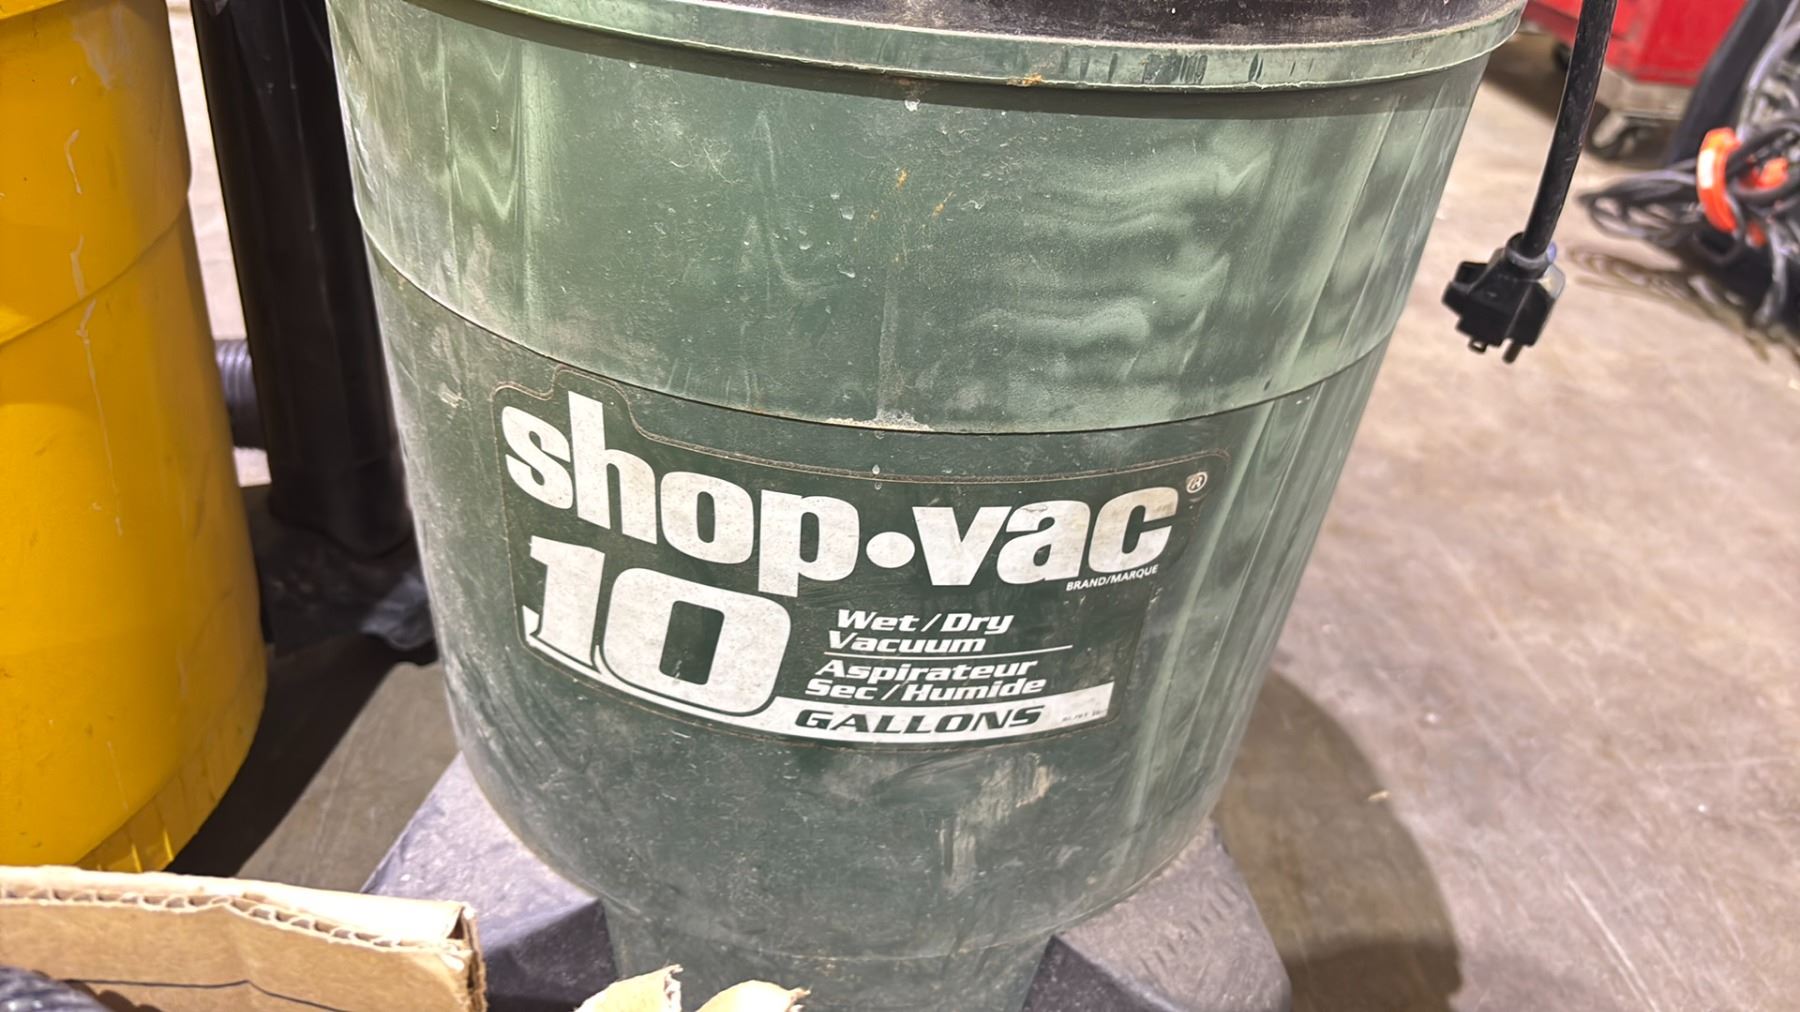 shop·vac®
BRAND/MARQUE
10
Wet/Dry
Vacuum
Aspirateur
Sec/Humide
GALLONS